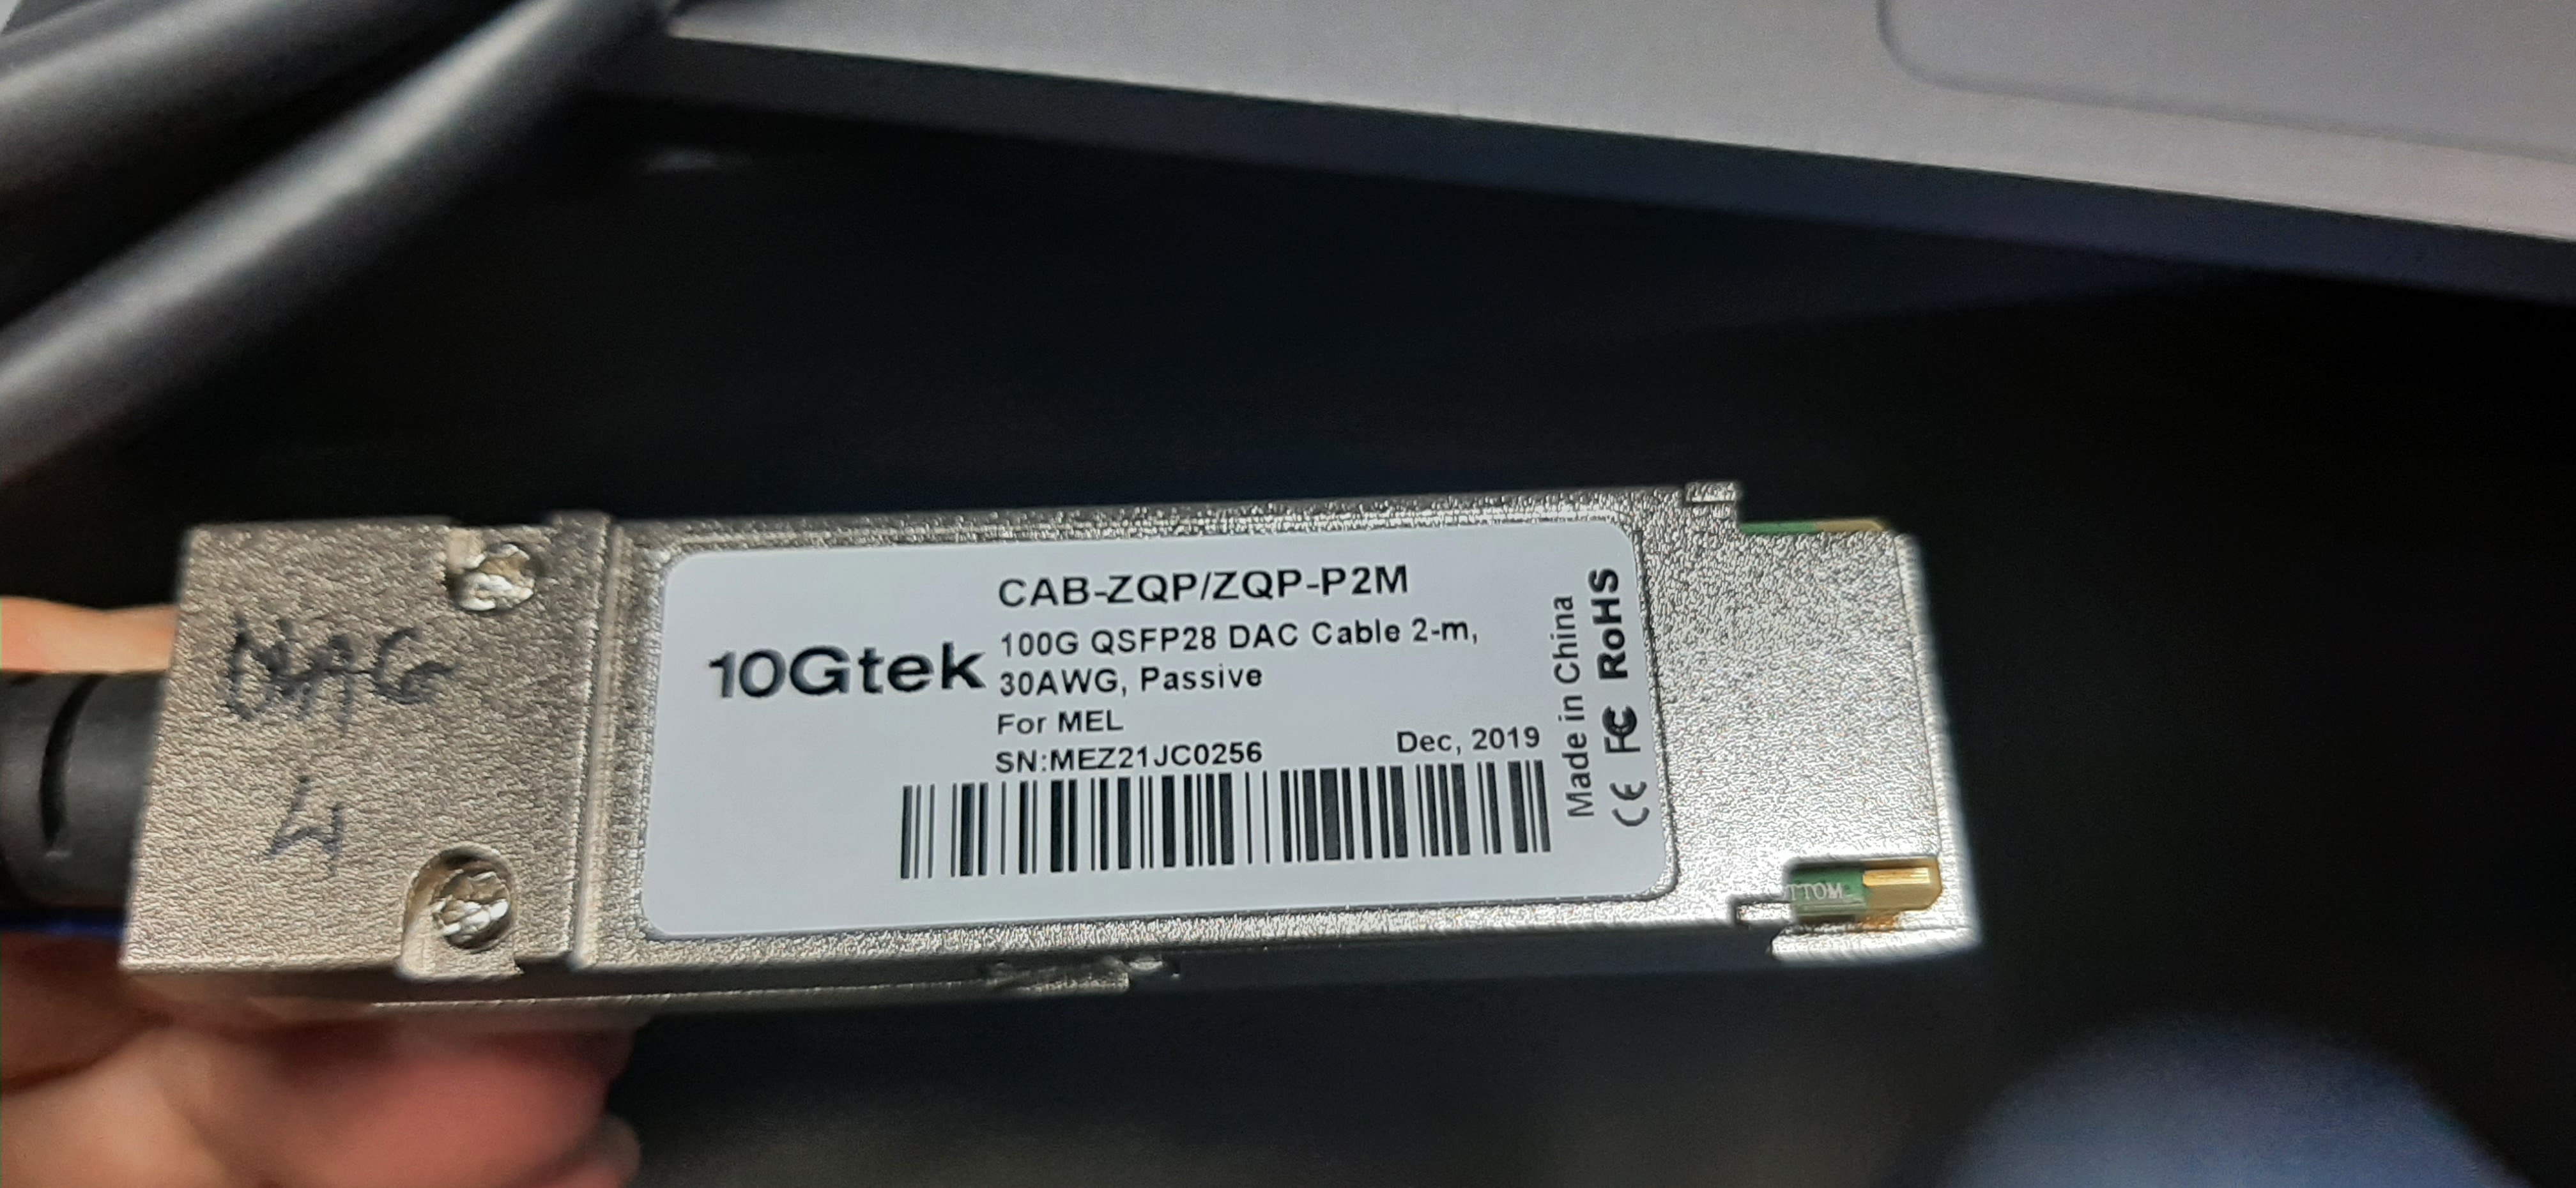 10Gtek
CAB-ZQP/ZQP-P2M
100G QSFP28 DAC Cable 2-m,
30AWG, Passive
For MEL
SN:MEZ21JC0256
Dec, 2019
Made in China
CE FC RoHS